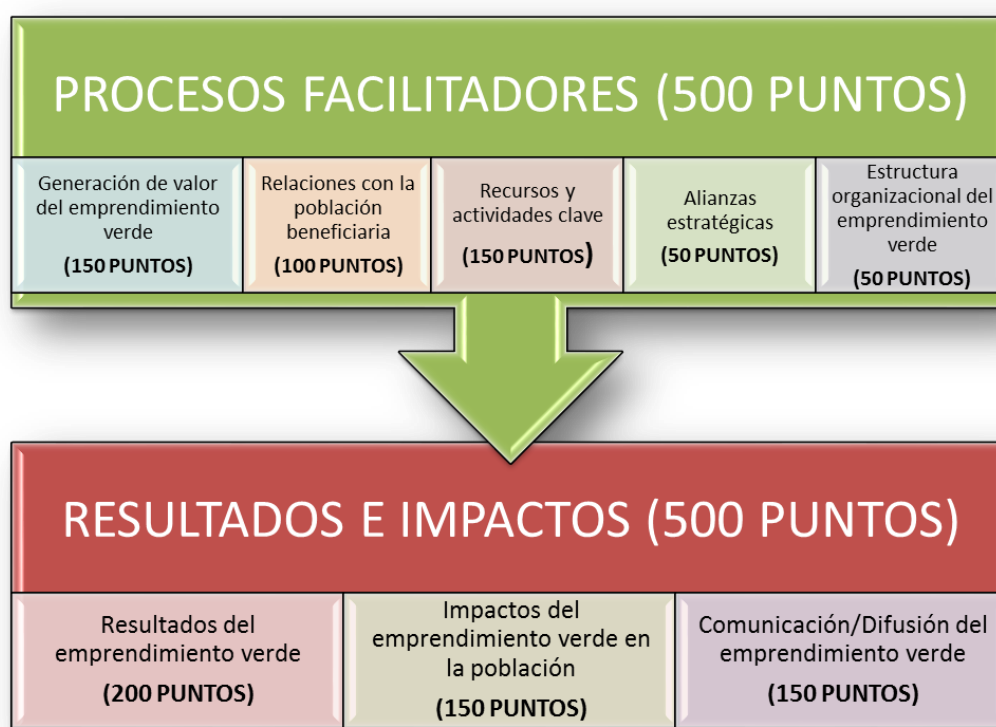 PROCESOS FACILITADORES (500 PUNTOS)
Generación de valor
del emprendimiento
verde
(150 PUNTOS)
Relaciones con la
población
beneficiaria
(100 PUNTOS)
Recursos y
actividades clave
(150 PUNTOS)
Alianzas
estratégicas
(50 PUNTOS)
Estructura
organizacional del
emprendimiento
verde
(50 PUNTOS)
RESULTADOS E IMPACTOS (500 PUNTOS)
Resultados del
emprendimiento verde
(200 PUNTOS)
Impactos del
emprendimiento verde en
la población
(150 PUNTOS)
Comunicación/Difusión del
emprendimiento verde
(150 PUNTOS)